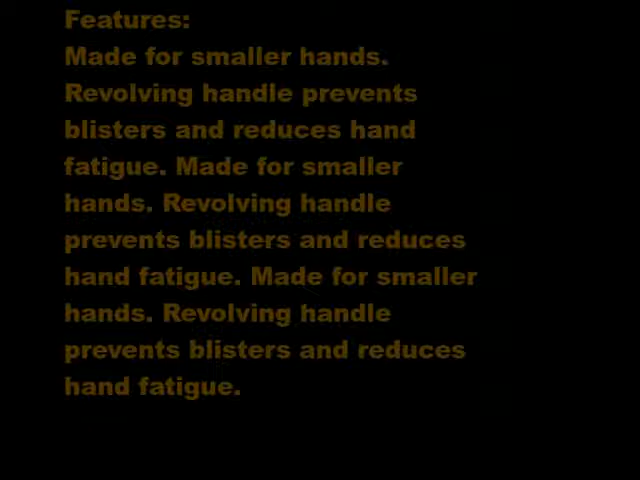 Features:
Made for smaller hands.
Revolving handle prevents
blisters and reduces hand
fatigue. Made for smaller
hands. Revolving handle
prevents blisters and reduces
hand fatigue. Made for smaller
hands. Revolving handle
prevents blisters and reduces
hand fatigue.